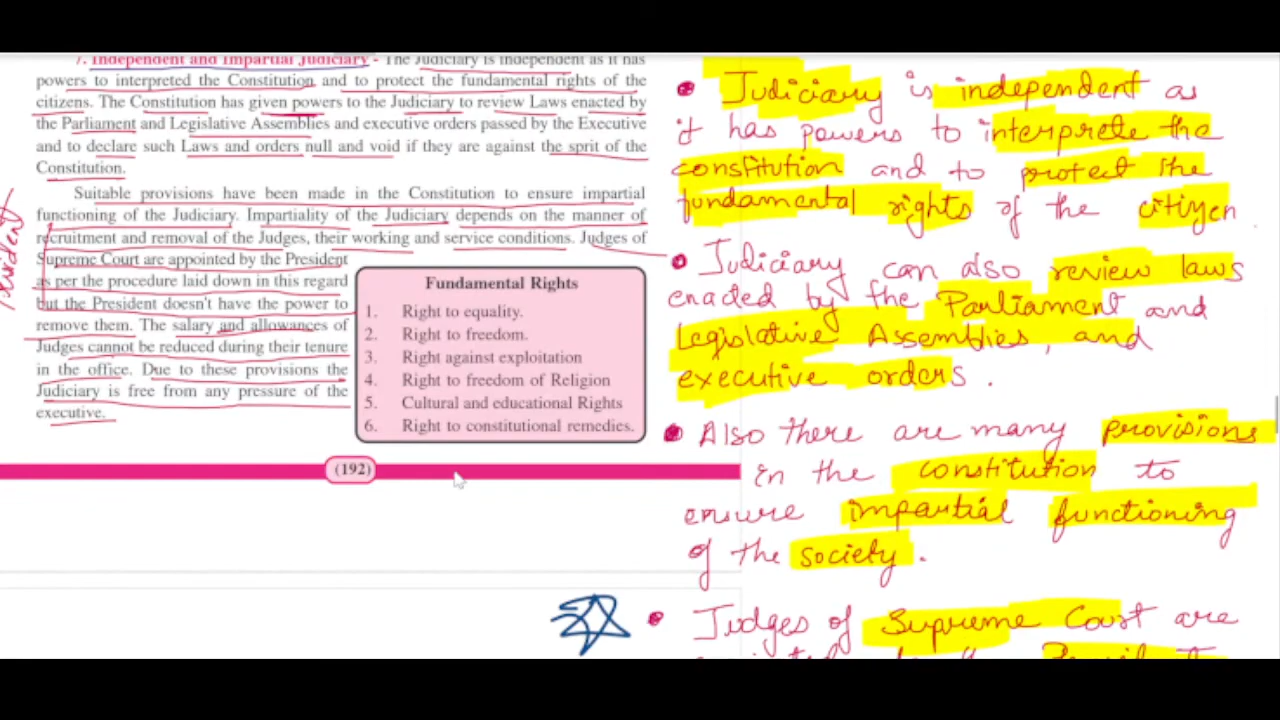 7. Independent and Impartial Judiciary - The Judiciary is independent as it has
powers to interpreted the Constitution and to protect the fundamental rights of the
citizens. The Constitution has given powers to the Judiciary to review Laws enacted by
the Parliament and Legislative Assemblies and executive orders passed by the Executive
and to declare such Laws and orders null and void if they are against the sprit of the
Constitution.
Suitable provisions have been made in the Constitution to ensure impartial
functioning of the Judiciary. Impartiality of the Judiciary depends on the manner of
recruitment and removal of the Judges, their working and service conditions. Judges of
Supreme Court are appointed by the President
as per the procedure laid down in this regard
but the President doesn't have the power to
remove them. The salary and allowances of
Judges cannot be reduced during their tenure
in the office. Due to these provisions the
Judiciary is free from any pressure of the
executive.
Fundamental Rights
1. Right to equality.
2. Right to freedom.
3. Right against exploitation
4. Right to freedom of Religion
5. Cultural and educational Rights
6. Right to constitutional remedies.
(192)
Judiciary is independent as
it has powers to interprete the
constitution and to protect the
fundamental rights of the citizen
Judiciary can also review laws
enacted by the Parliament and
Legislative Assemblies, and
executive orders.
Also there are many provisions
in the constitution to
ensure impartial functioning
of the society.
Judges of Supreme Court are